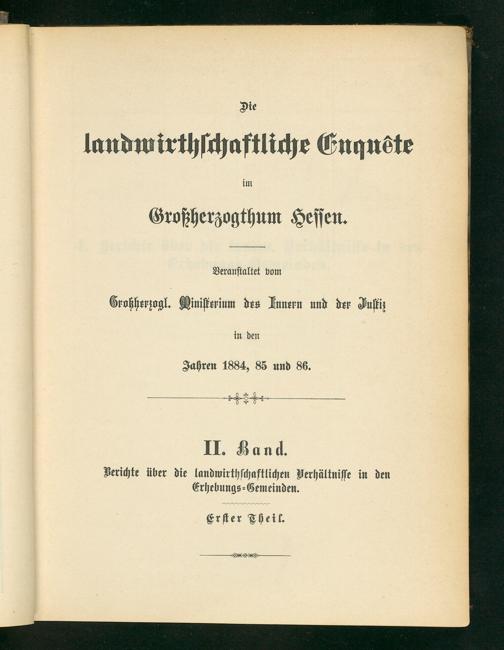 Die
landwirthschaftliche Enquête
im
Großherzogthum Hessen.
Veranstaltet vom
Großherzogl. Ministerium des Innern und der Justiz
in den
Jahren 1884, 85 und 86.
II. Band.
Berichte über die landwirthschaftlichen Verhältnisse in den
Erhebungs-Gemeinden.
Erster Theil.